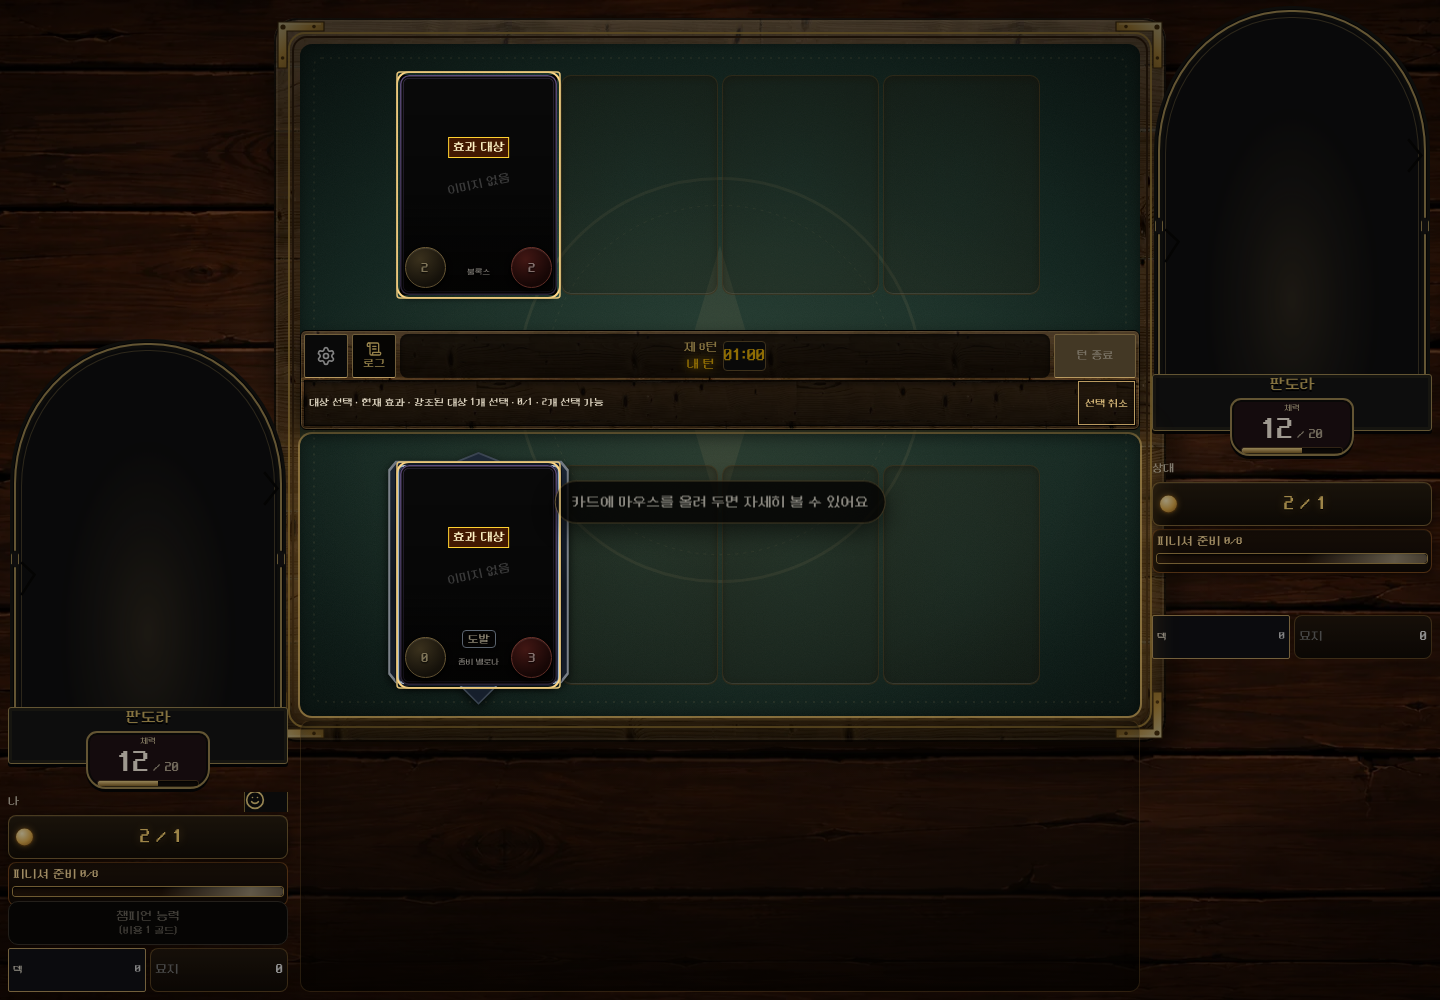 효과 대상
이미지 없음
2
블록스
2
로그
제 0턴
내 턴
01:00
턴 종료
대상 선택 · 현재 효과 · 강조된 대상 1개 선택 · 0/1 · 2개 선택 가능
선택 취소
카드에 마우스를 올려 두면 자세히 볼 수 있어요
효과 대상
이미지 없음
도발
0
좀비 벨로나
3
판도라
체력
12 / 20
상대
2 / 1
피니셔 준비 0/0
덱 0
묘지 0
판도라
체력
12 / 20
나
2 / 1
피니셔 준비 0/0
챔피언 능력
(비용 1 골드)
덱 0
묘지 0